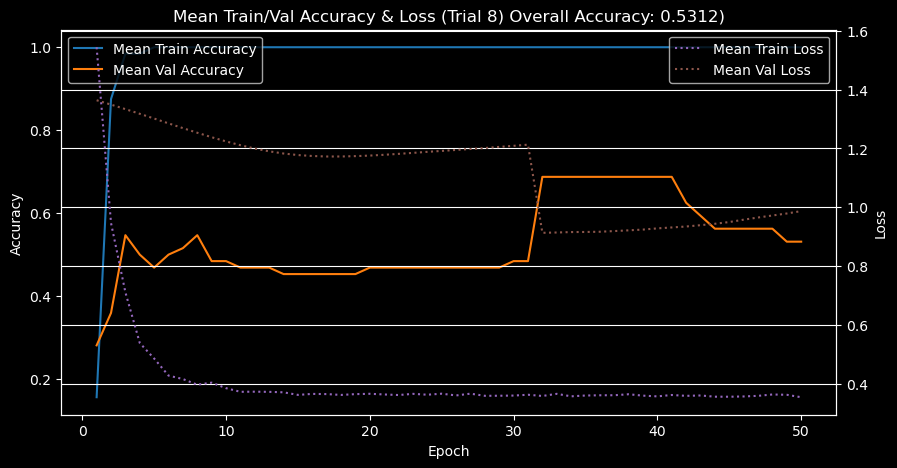 Mean Train/Val Accuracy & Loss (Trial 8) Overall Accuracy: 0.5312)
Mean Train Accuracy
Mean Val Accuracy
Mean Train Loss
Mean Val Loss
1.0
0.8
0.6
0.4
0.2
Accuracy
1.6
1.4
1.2
1.0
0.8
0.6
0.4
Loss
0
10
20
30
40
50
Epoch